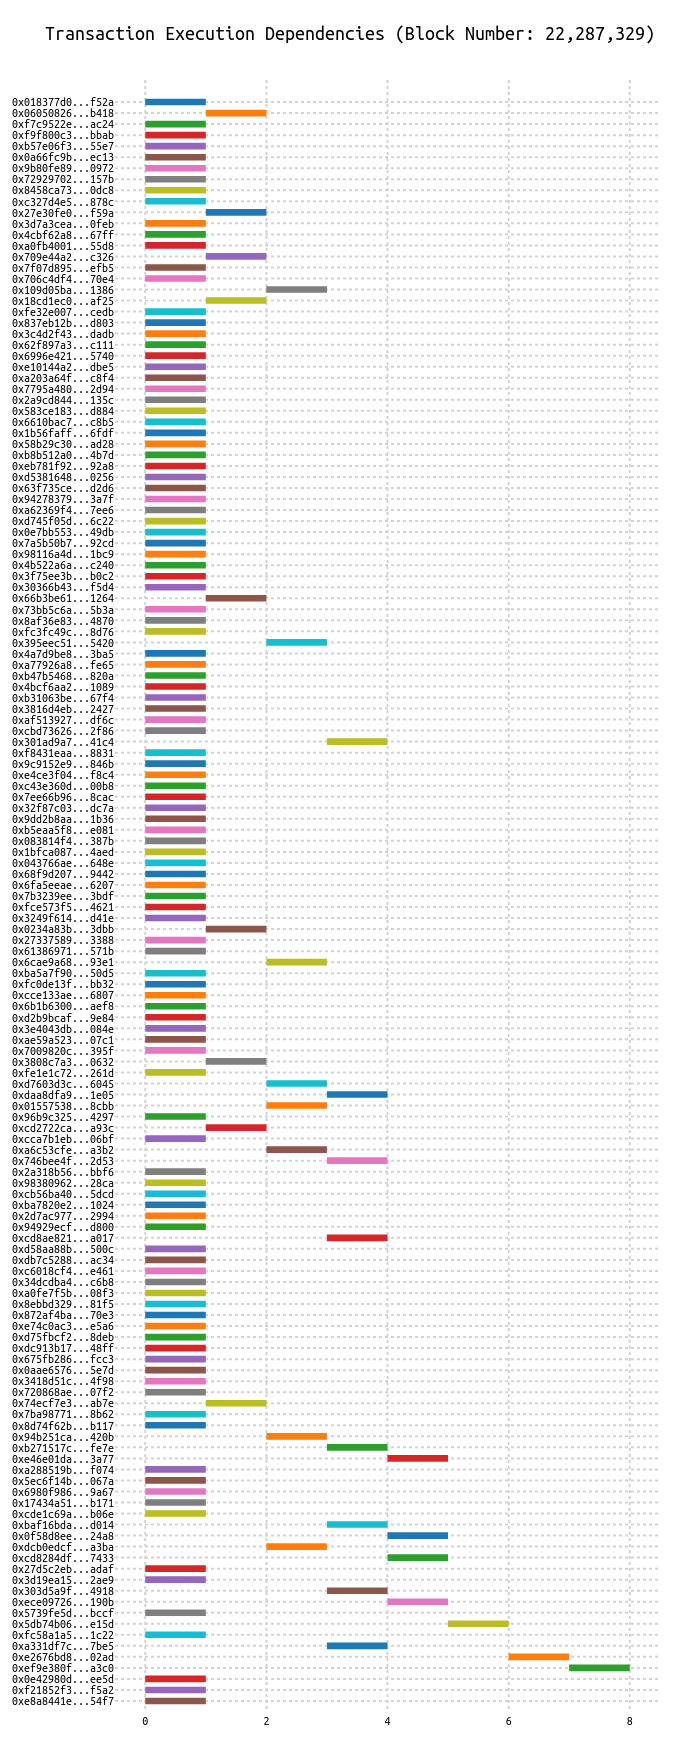 Transaction Execution Dependencies (Block Number: 22,287,329)
0x018377d0...f52a
0x06050826...b418
0xf7c9522e...ac24
0xf9f800c3...bbab
0xb57e06f3...55e7
0x0a66fc9b...ec13
0x9b80fe89...0972
0x72929702...157b
0x8458ca73...0dc8
0xc327d4e5...878c
0x27e30fe0...f59a
0x3d7a3cea...0feb
0x4cbf62a8...67ff
0xa0fb4001...55d8
0x709e44a2...c326
0x7f07d895...efb5
0x706c4df4...70e4
0x109d05ba...1386
0x18cd1ec0...af25
0xfe32e007...cedb
0x837eb12b...d803
0x3c4d2f43...dadb
0x62f897a3...c111
0x6996e421...5740
0xe10144a2...dbe5
0xa203a64f...c8f4
0x7795a480...2d94
0x2a9cd844...135c
0x583ce183...d884
0x6610bac7...c8b5
0x1b56faff...6fdf
0x58b29c30...ad28
0xb8b512a0...4b7d
0xeb781f92...92a8
0xd5381648...0256
0x63f735ce...d2d6
0x94278379...3a7f
0xa62369f4...7ee6
0xd745f05d...6c22
0x0e7bb553...49db
0x7a5b50b7...92cd
0x98116a4d...1bc9
0x4b522a6a...c240
0x3f75ee3b...b0c2
0x30366b43...f5d4
0x66b3be61...1264
0x73bb5c6a...5b3a
0x8af36e83...4870
0xfc3fc49c...8d76
0x395eec51...5420
0x4a7d9be8...3ba5
0xa77926a8...fe65
0xb47b5468...820a
0x4bcf6aa2...1089
0xb31063be...67f4
0x3816d4eb...2427
0xaf513927...df6c
0xcbd73626...2f86
0x301ad9a7...41c4
0xf8431eaa...8831
0x9c9152e9...846b
0xe4ce3f04...f8c4
0xc43e360d...00b8
0x7ee66b96...8cac
0x32f87c03...dc7a
0x9dd2b8aa...1b36
0xb5eaa5f8...e081
0x083814f4...387b
0x1bfca087...4aed
0x043766ae...648e
0x68f9d207...9442
0x6fa5eeae...6207
0x7b3239ee...3bdf
0xfce573f5...4621
0x3249f614...d41e
0x0234a83b...3dbb
0x27337589...3388
0x61386971...571b
0x6cae9a68...93e1
0xba5a7f90...50d5
0xfc0de13f...bb32
0xcce133ae...6807
0x6b1b6300...aef8
0xd2b9bcaf...9e84
0x3e4043db...084e
0xae59a523...07c1
0x7009820c...395f
0x3808c7a3...0632
0xfe1e1c72...261d
0xd7603d3c...6045
0xdaa8dfa9...1e05
0x01557538...8cbb
0x96b9c325...4297
0xcd2722ca...a93c
0xcca7b1eb...06bf
0xa6c53cfe...a3b2
0x746bee4f...2d53
0x2a318b56...bbf6
0x98380962...28ca
0xcb56ba40...5dcd
0xba7820e2...1024
0x2d7ac977...2994
0x94929ecf...d800
0xcd8ae821...a017
0xd58aa88b...500c
0xdb7c5288...ac34
0xc6018cf4...e461
0x34dcdba4...c6b8
0xa0fe7f5b...08f3
0x8ebbd329...81f5
0x872af4ba...70e3
0xe74c0ac3...e5a6
0xd75fbcf2...8deb
0xdc913b17...48ff
0x675fb286...fcc3
0x0aae6576...5e7d
0x3418d51c...4f98
0x720868ae...07f2
0x74ecf7e3...ab7e
0x7ba98771...8b62
0x8d74f62b...b117
0x94b251ca...420b
0xb271517c...fe7e
0xe46e01da...3a77
0xa288519b...f074
0x5ec6f14b...067a
0x6980f986...9a67
0x17434a51...b171
0xcde1c69a...b06e
0xbaf16bda...d014
0x0f58d8ee...24a8
0xdcb0edcf...a3ba
0xcd8284df...7433
0x27d5c2eb...adaf
0x3d19ea15...2ae9
0x303d5a9f...4918
0xece09726...190b
0x5739fe5d...bccf
0x5db74b06...e15d
0xfc58a1a5...1c22
0xa331df7c...7be5
0xe2676bd8...02ad
0xef9e380f...a3c0
0x0e42980d...ee5d
0xf21852f3...f5a2
0xe8a8441e...54f7
0 2 4 6 8